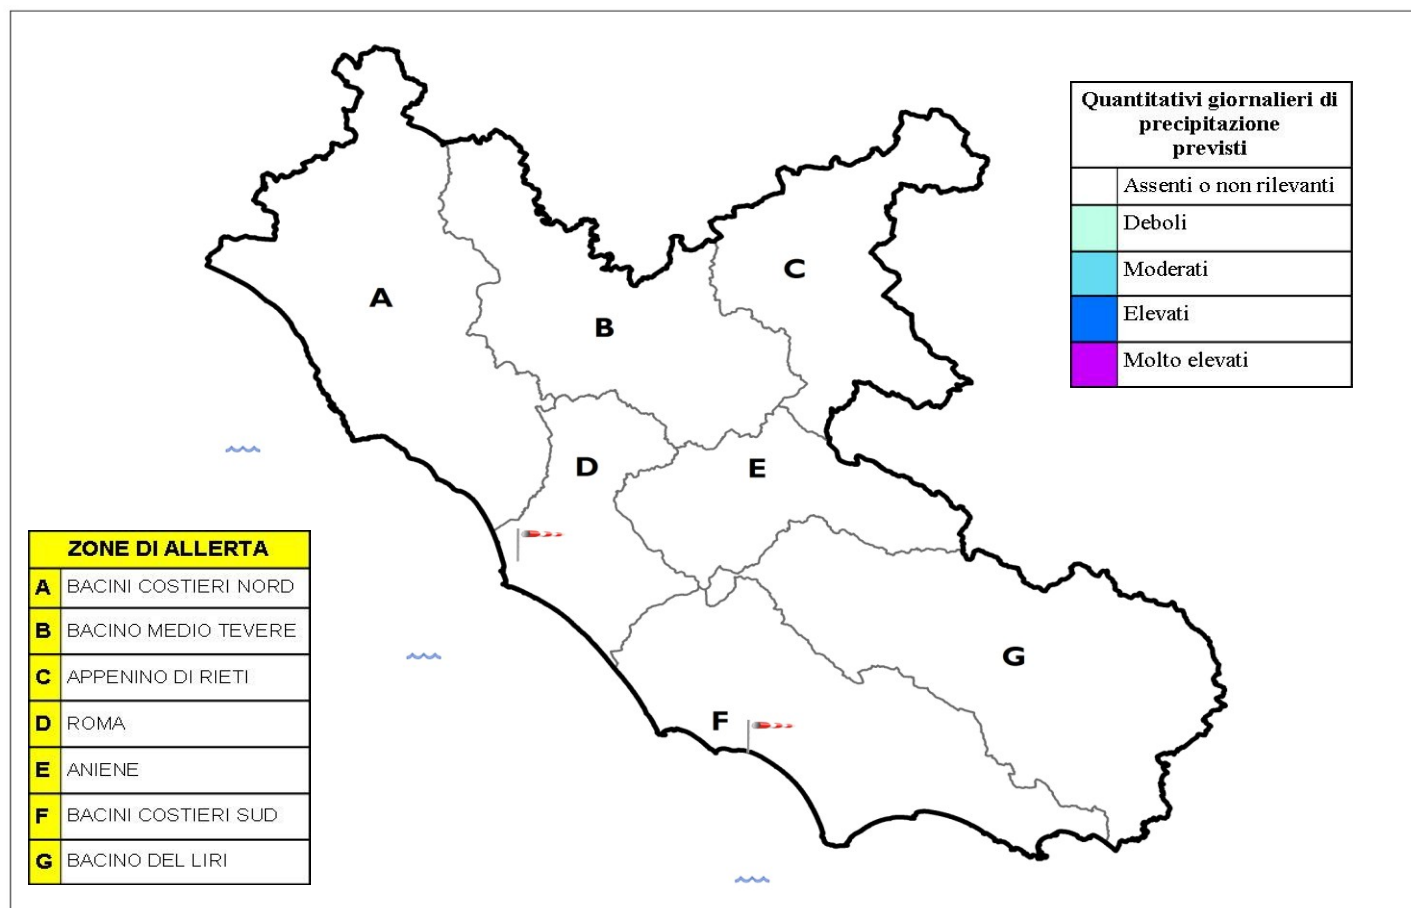 Quantitativi giornalieri di
precipitazione
previsti
Assenti o non rilevanti
Deboli
Moderati
Elevati
Molto elevati
A
B
C
D
E
F
G
ZONE DI ALLERTA
A BACINI COSTIERI NORD
B BACINO MEDIO TEVERE
C APPENINO DI RIETI
D ROMA
E ANIENE
F BACINI COSTIERI SUD
G BACINO DEL LIRI